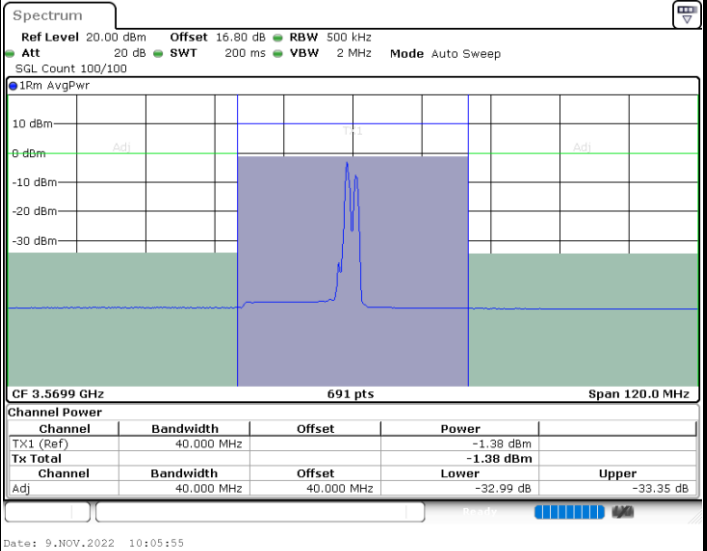 Spectrum
Ref Level 20.00 dBm Offset 16.80 dB RBW 500 kHz
Att 20 dB SWT 200 ms VBW 2 MHz Mode Auto Sweep
SGL Count 100/100
1Rm AvgPwr
10 dBm
TX1
Adj
0 dBm
Adj
-10 dBm
-20 dBm
-30 dBm
CF 3.5699 GHz 691 pts Span 120.0 MHz
Channel Power
Channel Bandwidth Offset Power
TX1 (Ref) 40.000 MHz -1.38 dBm
Tx Total -1.38 dBm
Channel Bandwidth Offset Lower Upper
Adj 40.000 MHz 40.000 MHz -32.99 dB -33.35 dB
Ready
Date: 9.NOV.2022 10:05:55